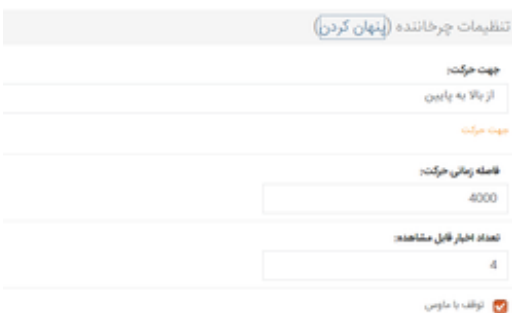 تنظیمات چرخاننده (پنهان کردن)
جهت حرکت:
از بالا به پایین
جهت حرکت
فاصله زمانی حرکت:
4000
تعداد اخبار قابل مشاهده:
4
توقف با ماوس